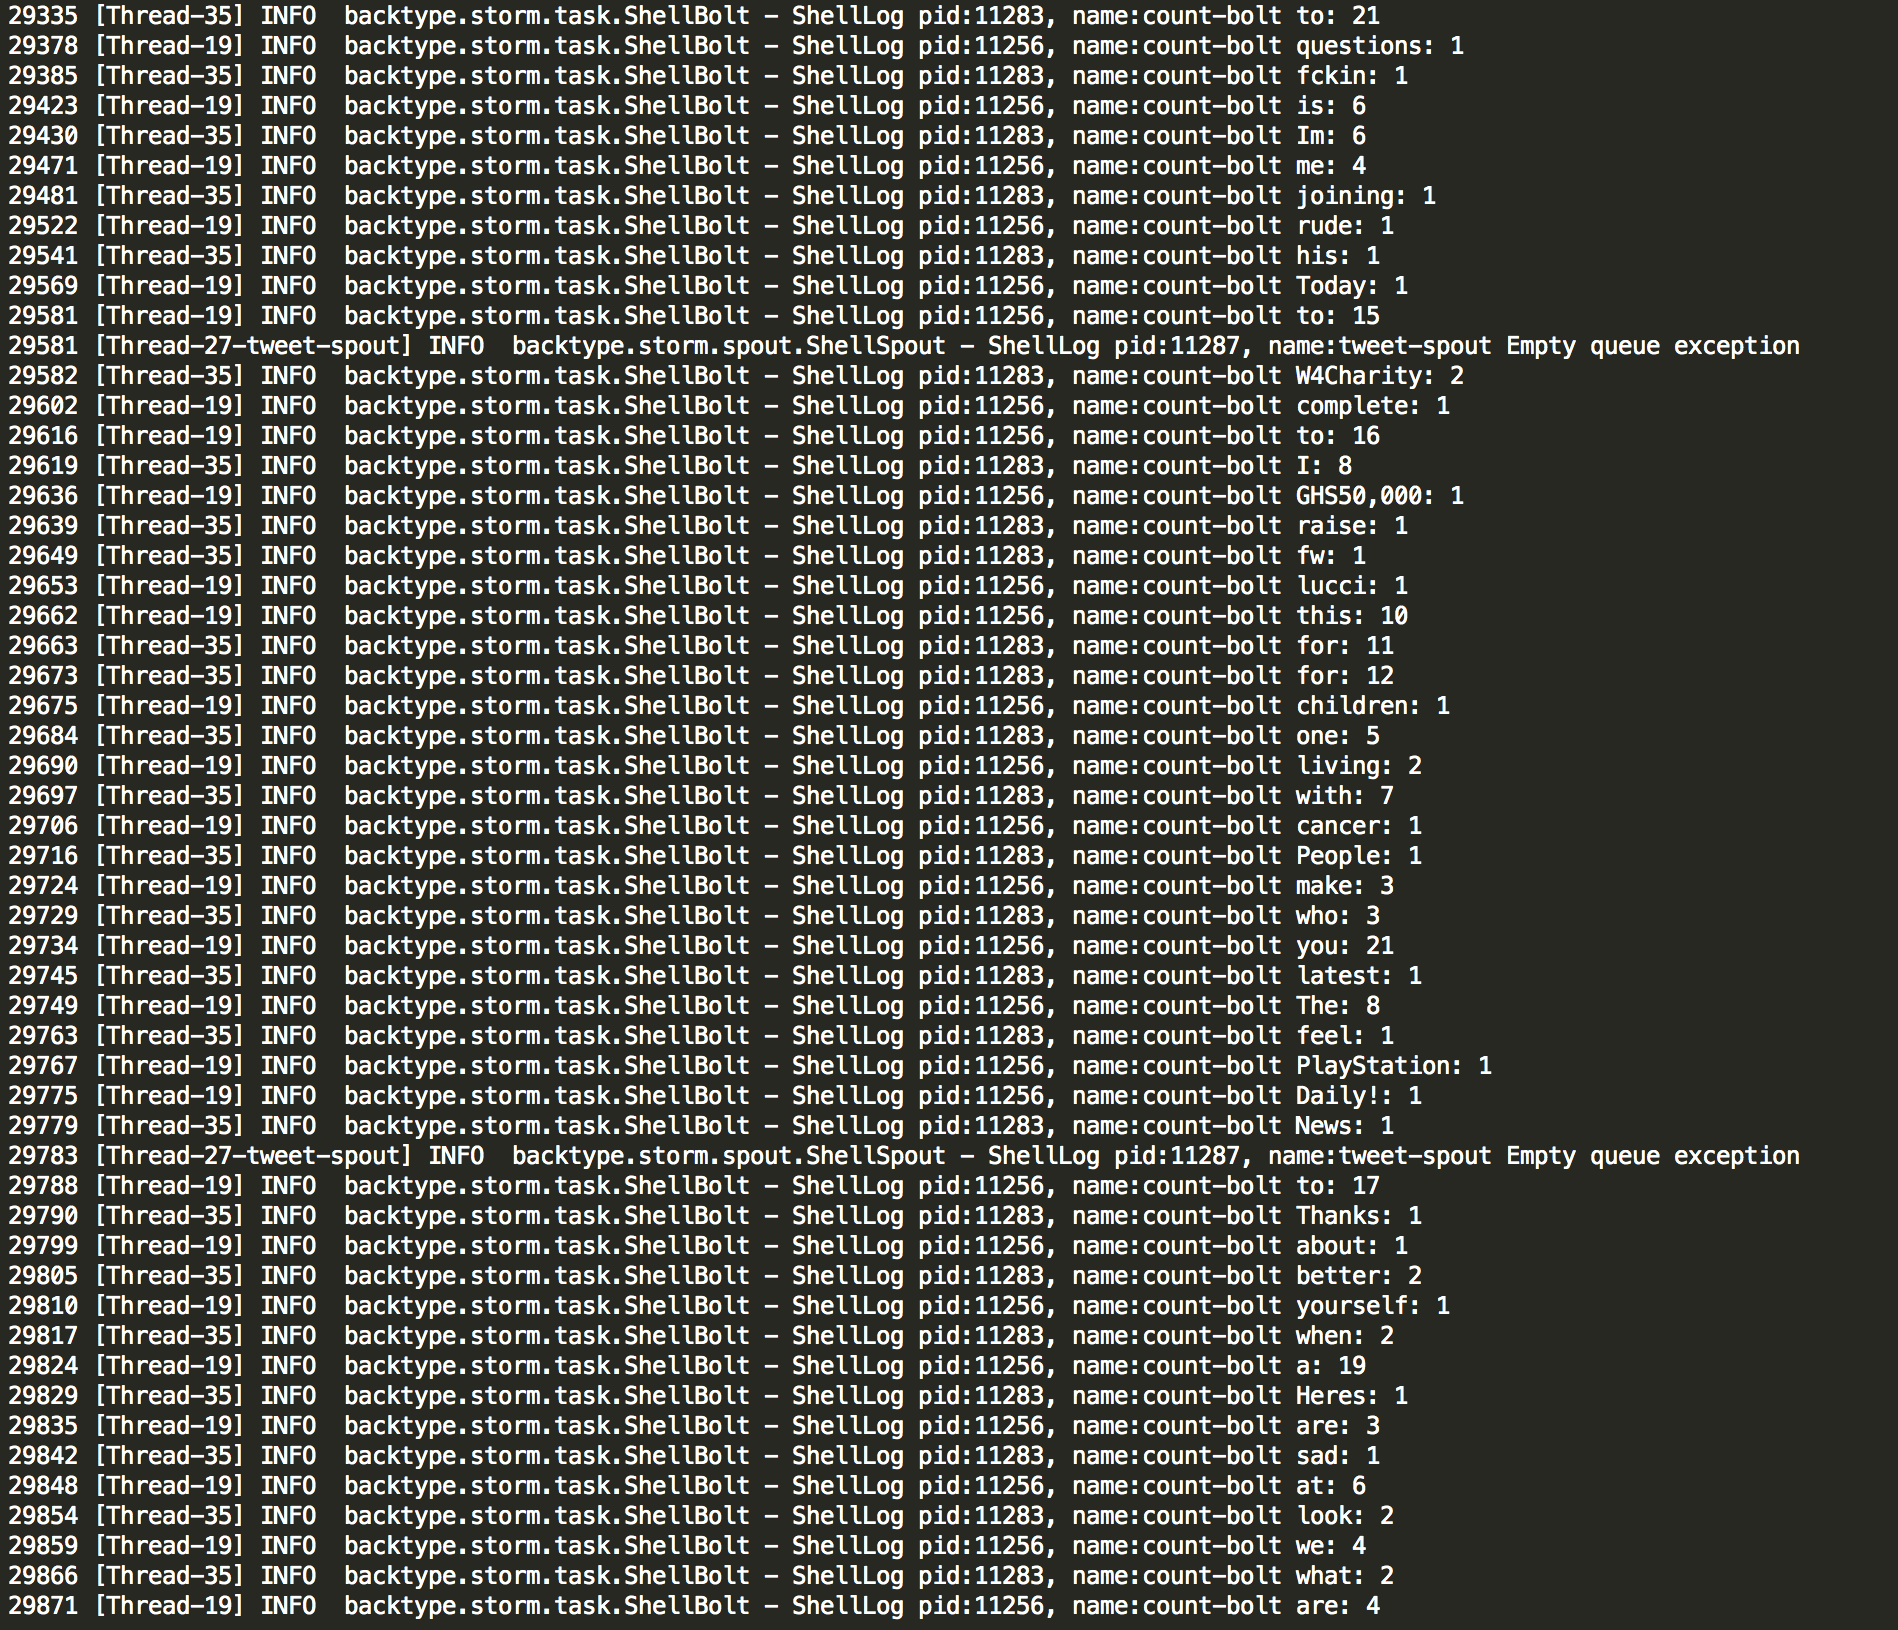 29335 [Thread-35] INFO  backtype.storm.task.ShellBolt - ShellLog pid:11283, name:count-bolt to: 21
29378 [Thread-19] INFO  backtype.storm.task.ShellBolt - ShellLog pid:11256, name:count-bolt questions: 1
29385 [Thread-35] INFO  backtype.storm.task.ShellBolt - ShellLog pid:11283, name:count-bolt fckin: 1
29423 [Thread-19] INFO  backtype.storm.task.ShellBolt - ShellLog pid:11256, name:count-bolt is: 6
29430 [Thread-35] INFO  backtype.storm.task.ShellBolt - ShellLog pid:11283, name:count-bolt Im: 6
29471 [Thread-19] INFO  backtype.storm.task.ShellBolt - ShellLog pid:11256, name:count-bolt me: 4
29481 [Thread-35] INFO  backtype.storm.task.ShellBolt - ShellLog pid:11283, name:count-bolt joining: 1
29522 [Thread-19] INFO  backtype.storm.task.ShellBolt - ShellLog pid:11256, name:count-bolt rude: 1
29541 [Thread-35] INFO  backtype.storm.task.ShellBolt - ShellLog pid:11283, name:count-bolt his: 1
29569 [Thread-19] INFO  backtype.storm.task.ShellBolt - ShellLog pid:11256, name:count-bolt Today: 1
29581 [Thread-19] INFO  backtype.storm.task.ShellBolt - ShellLog pid:11256, name:count-bolt to: 15
29581 [Thread-27-tweet-spout] INFO  backtype.storm.spout.ShellSpout - ShellLog pid:11287, name:tweet-spout Empty queue exception
29582 [Thread-35] INFO  backtype.storm.task.ShellBolt - ShellLog pid:11283, name:count-bolt W4Charity: 2
29602 [Thread-19] INFO  backtype.storm.task.ShellBolt - ShellLog pid:11256, name:count-bolt complete: 1
29616 [Thread-19] INFO  backtype.storm.task.ShellBolt - ShellLog pid:11256, name:count-bolt to: 16
29619 [Thread-35] INFO  backtype.storm.task.ShellBolt - ShellLog pid:11283, name:count-bolt I: 8
29636 [Thread-19] INFO  backtype.storm.task.ShellBolt - ShellLog pid:11256, name:count-bolt GHS50,000: 1
29639 [Thread-35] INFO  backtype.storm.task.ShellBolt - ShellLog pid:11283, name:count-bolt raise: 1
29649 [Thread-35] INFO  backtype.storm.task.ShellBolt - ShellLog pid:11283, name:count-bolt fw: 1
29653 [Thread-19] INFO  backtype.storm.task.ShellBolt - ShellLog pid:11256, name:count-bolt lucci: 1
29662 [Thread-19] INFO  backtype.storm.task.ShellBolt - ShellLog pid:11256, name:count-bolt this: 10
29663 [Thread-35] INFO  backtype.storm.task.ShellBolt - ShellLog pid:11283, name:count-bolt for: 11
29673 [Thread-35] INFO  backtype.storm.task.ShellBolt - ShellLog pid:11283, name:count-bolt for: 12
29675 [Thread-19] INFO  backtype.storm.task.ShellBolt - ShellLog pid:11256, name:count-bolt children: 1
29684 [Thread-35] INFO  backtype.storm.task.ShellBolt - ShellLog pid:11283, name:count-bolt one: 5
29690 [Thread-19] INFO  backtype.storm.task.ShellBolt - ShellLog pid:11256, name:count-bolt living: 2
29697 [Thread-35] INFO  backtype.storm.task.ShellBolt - ShellLog pid:11283, name:count-bolt with: 7
29706 [Thread-19] INFO  backtype.storm.task.ShellBolt - ShellLog pid:11256, name:count-bolt cancer: 1
29716 [Thread-35] INFO  backtype.storm.task.ShellBolt - ShellLog pid:11283, name:count-bolt People: 1
29724 [Thread-19] INFO  backtype.storm.task.ShellBolt - ShellLog pid:11256, name:count-bolt make: 3
29729 [Thread-35] INFO  backtype.storm.task.ShellBolt - ShellLog pid:11283, name:count-bolt who: 3
29734 [Thread-19] INFO  backtype.storm.task.ShellBolt - ShellLog pid:11256, name:count-bolt you: 21
29745 [Thread-35] INFO  backtype.storm.task.ShellBolt - ShellLog pid:11283, name:count-bolt latest: 1
29749 [Thread-19] INFO  backtype.storm.task.ShellBolt - ShellLog pid:11256, name:count-bolt The: 8
29763 [Thread-35] INFO  backtype.storm.task.ShellBolt - ShellLog pid:11283, name:count-bolt feel: 1
29767 [Thread-19] INFO  backtype.storm.task.ShellBolt - ShellLog pid:11256, name:count-bolt PlayStation: 1
29775 [Thread-19] INFO  backtype.storm.task.ShellBolt - ShellLog pid:11256, name:count-bolt Daily!: 1
29779 [Thread-35] INFO  backtype.storm.task.ShellBolt - ShellLog pid:11283, name:count-bolt News: 1
29783 [Thread-27-tweet-spout] INFO  backtype.storm.spout.ShellSpout - ShellLog pid:11287, name:tweet-spout Empty queue exception
29788 [Thread-19] INFO  backtype.storm.task.ShellBolt - ShellLog pid:11256, name:count-bolt to: 17
29790 [Thread-35] INFO  backtype.storm.task.ShellBolt - ShellLog pid:11283, name:count-bolt Thanks: 1
29799 [Thread-19] INFO  backtype.storm.task.ShellBolt - ShellLog pid:11256, name:count-bolt about: 1
29805 [Thread-35] INFO  backtype.storm.task.ShellBolt - ShellLog pid:11283, name:count-bolt better: 2
29810 [Thread-19] INFO  backtype.storm.task.ShellBolt - ShellLog pid:11256, name:count-bolt yourself: 1
29817 [Thread-35] INFO  backtype.storm.task.ShellBolt - ShellLog pid:11283, name:count-bolt when: 2
29824 [Thread-19] INFO  backtype.storm.task.ShellBolt - ShellLog pid:11256, name:count-bolt a: 19
29829 [Thread-35] INFO  backtype.storm.task.ShellBolt - ShellLog pid:11283, name:count-bolt Heres: 1
29835 [Thread-19] INFO  backtype.storm.task.ShellBolt - ShellLog pid:11256, name:count-bolt are: 3
29842 [Thread-35] INFO  backtype.storm.task.ShellBolt - ShellLog pid:11283, name:count-bolt sad: 1
29848 [Thread-19] INFO  backtype.storm.task.ShellBolt - ShellLog pid:11256, name:count-bolt at: 6
29854 [Thread-35] INFO  backtype.storm.task.ShellBolt - ShellLog pid:11283, name:count-bolt look: 2
29859 [Thread-19] INFO  backtype.storm.task.ShellBolt - ShellLog pid:11256, name:count-bolt we: 4
29866 [Thread-35] INFO  backtype.storm.task.ShellBolt - ShellLog pid:11283, name:count-bolt what: 2
29871 [Thread-19] INFO  backtype.storm.task.ShellBolt - ShellLog pid:11256, name:count-bolt are: 4